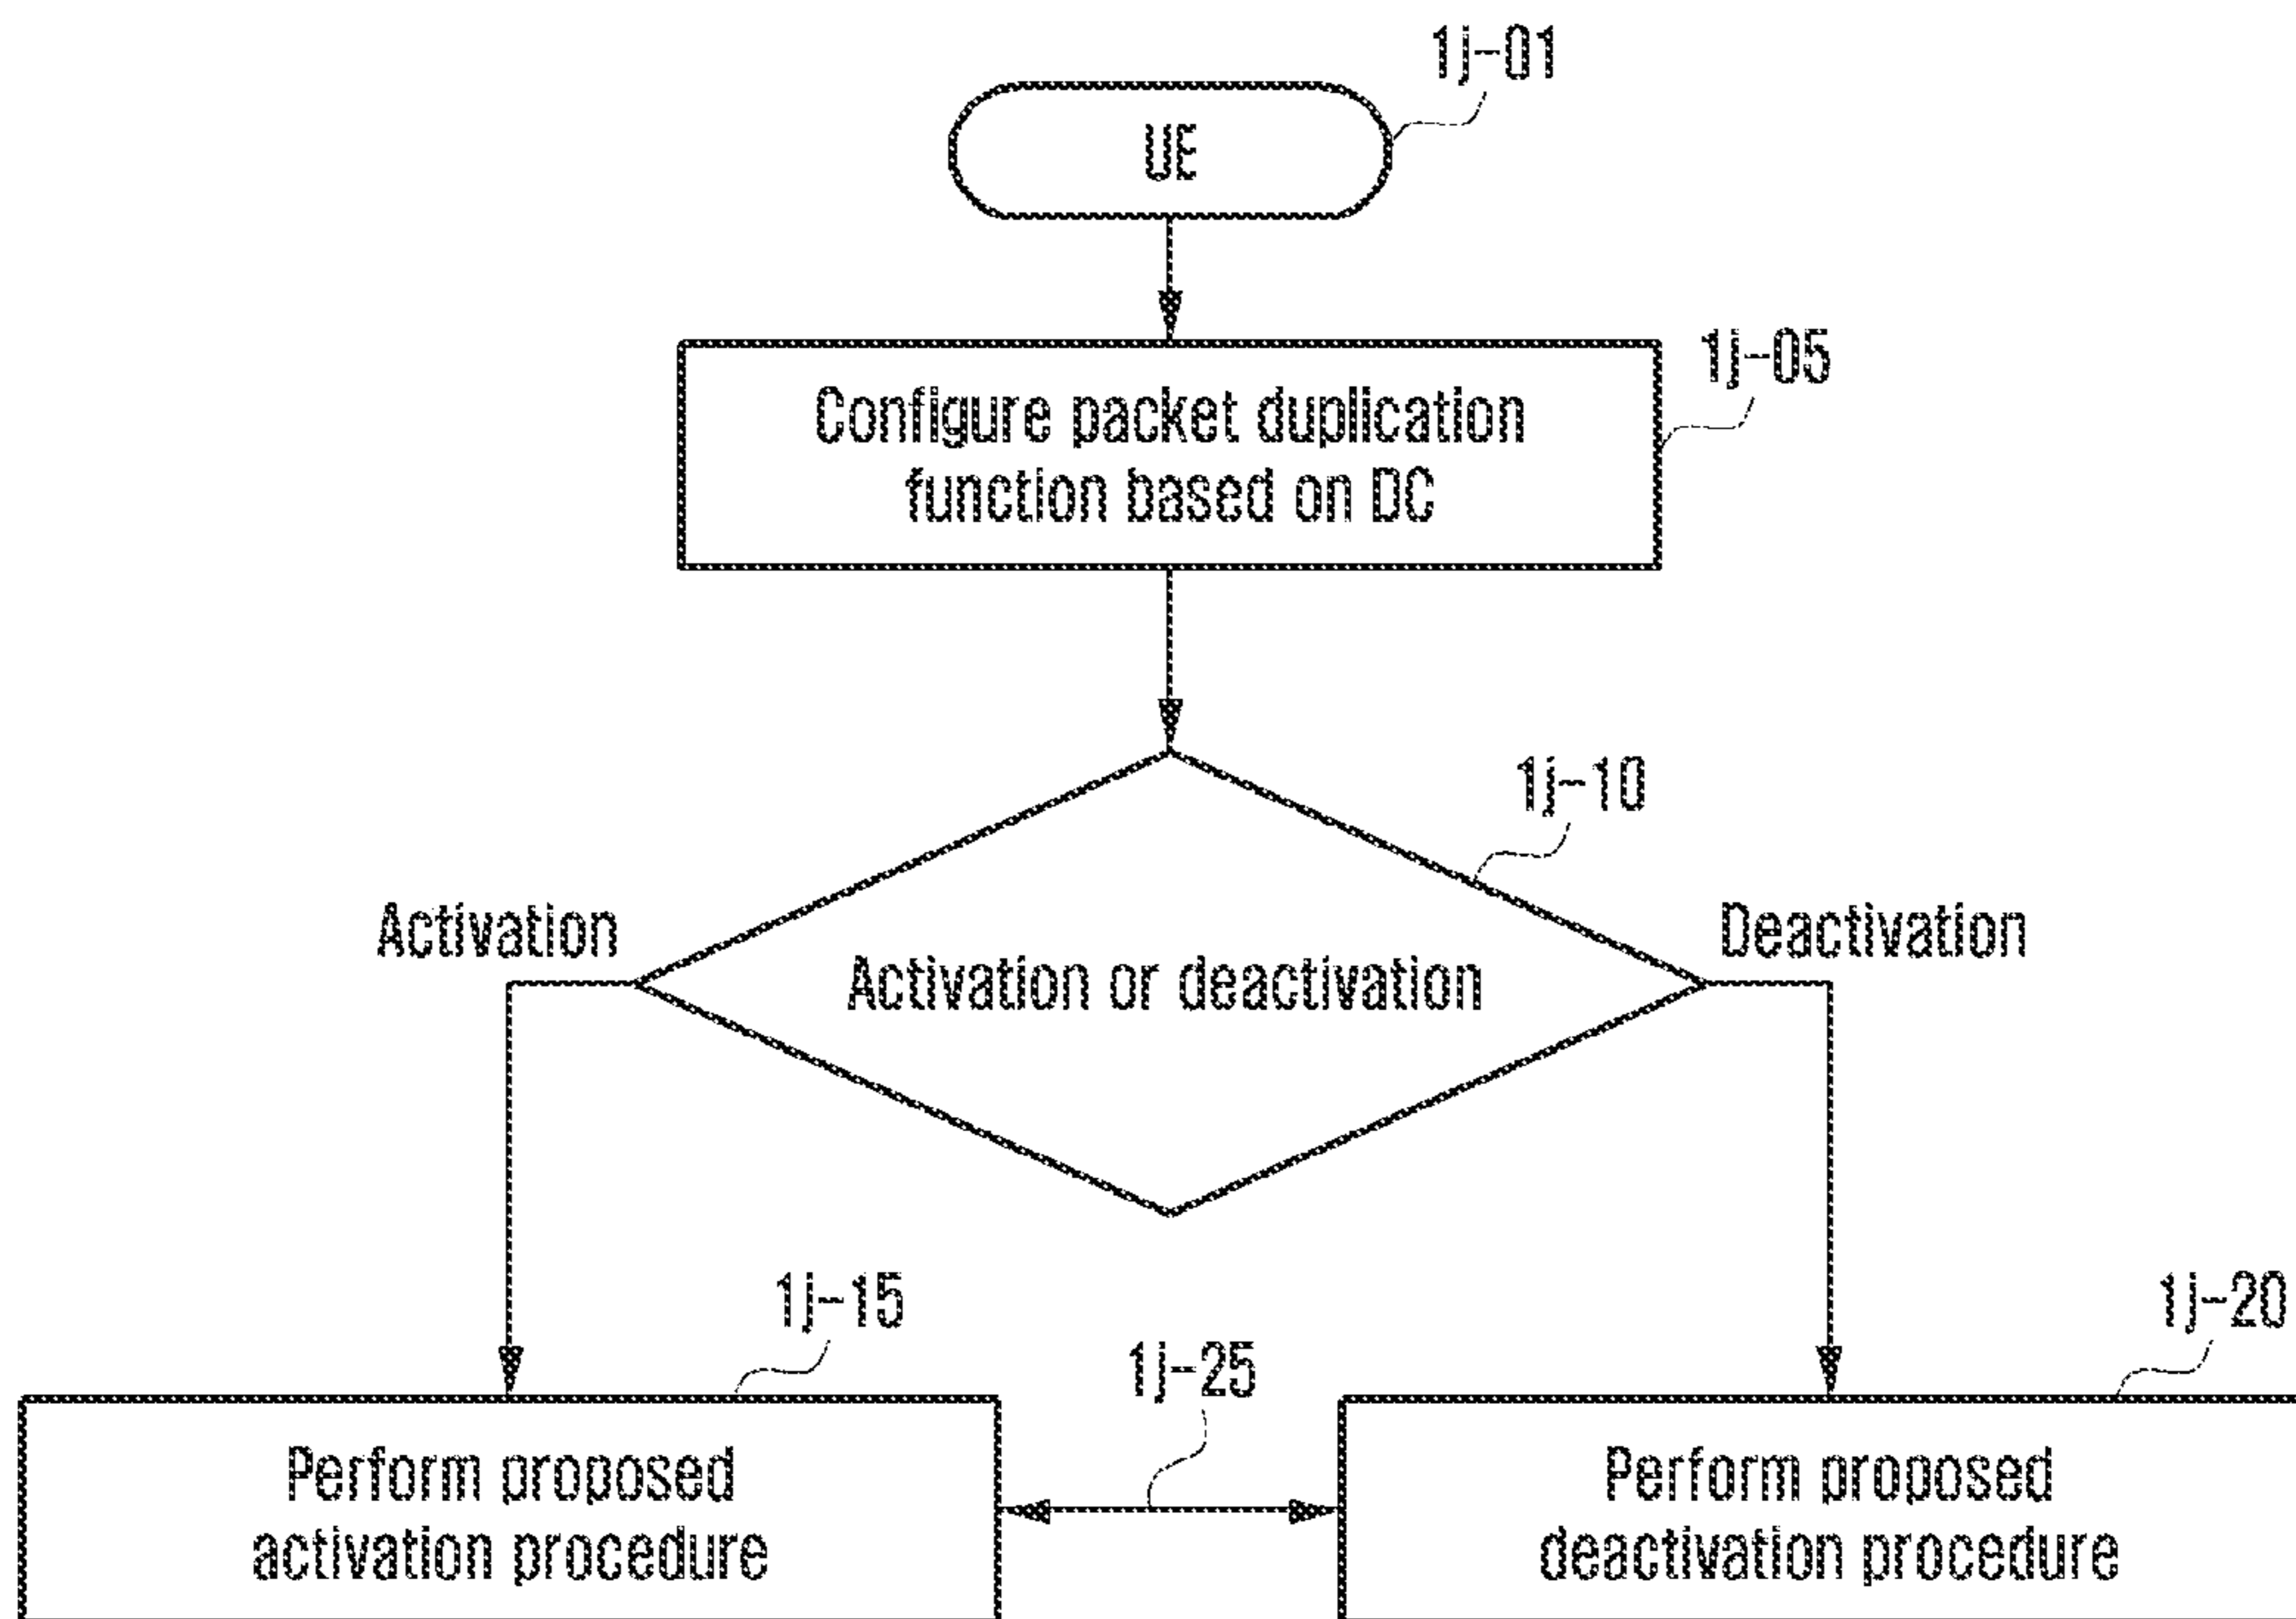 1j-01
UE
1j-05
Configure packet duplication
function based on DC
1j-10
Activation
Deactivation
Activation or deactivation
1j-15
1j-20
1j-25
Perform proposed
activation procedure
Perform proposed
deactivation procedure